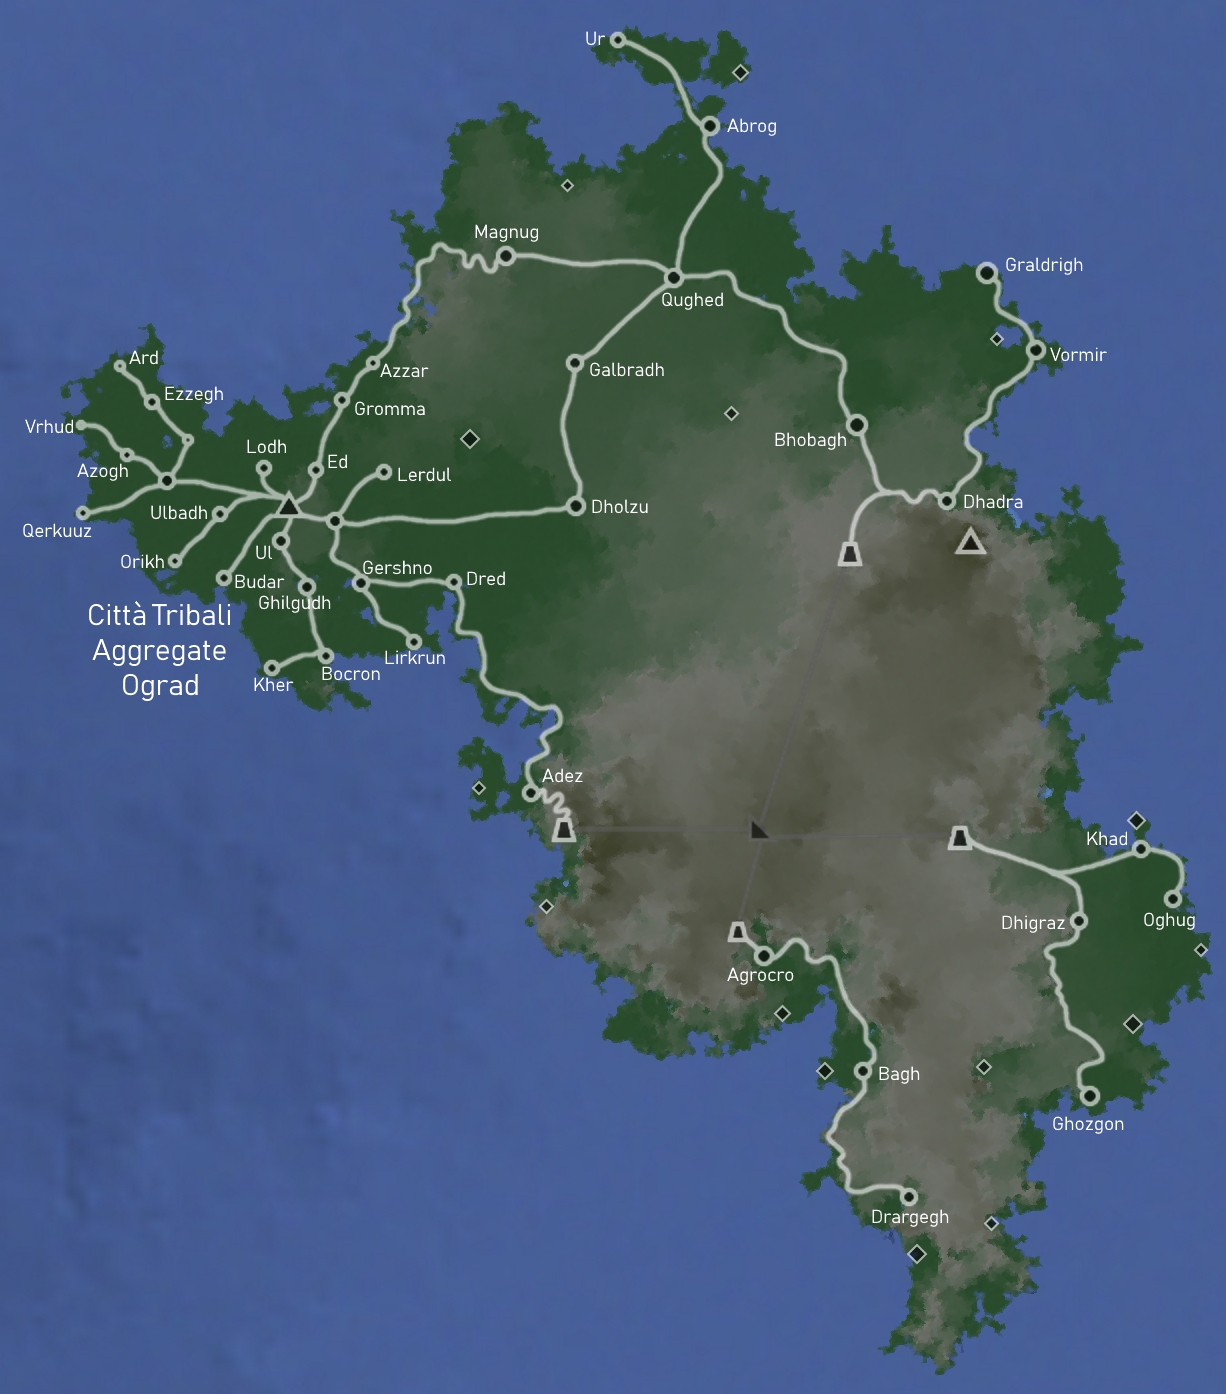 Ur
Abrog
Magnug
Graldrigh
Qughed
Vormir
Ard
Azzar
Galbradh
Ezzegh
Gromma
Vrhud
Bhobagh
Lodh
Ed
Azogh
Lerdul
Dhadra
Ulbadh
Dholzu
Qerkuuz
Ul
Orikh
Gershno
Budar
Dred
Ghilgudh
Città Tribali
Aggregate
Ograd
Lirkrun
Bocron
Kher
Adez
Khad
Oghug
Dhigraz
Agrocro
Bagh
Ghozgon
Drargegh